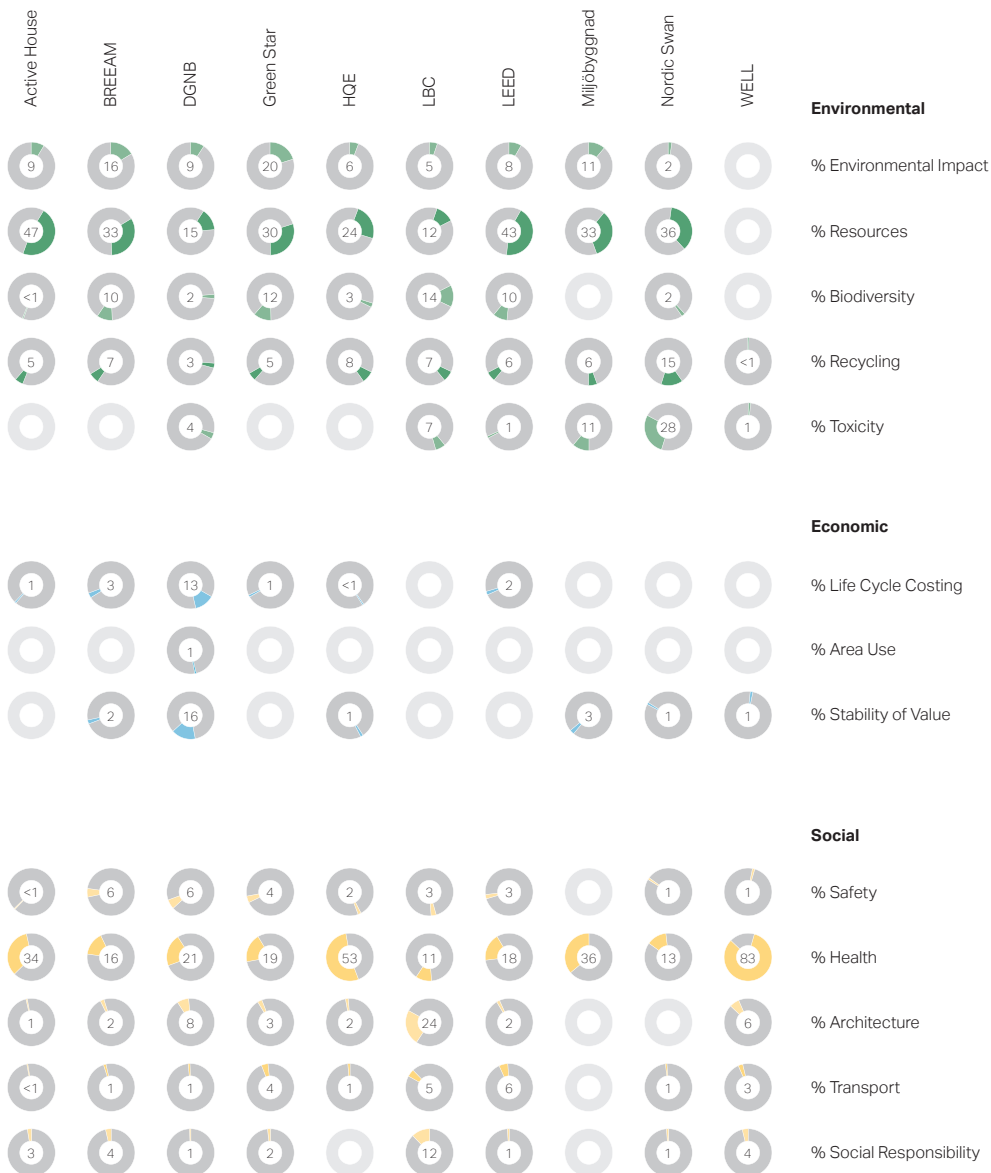 Active House BREEAM DGNB Green Star HQE LBC LEED Miljöbyggnad Nordic Swan WELL
Environmental
9 16 9 20 6 5 8 11 2 % Environmental Impact
47 33 15 30 24 12 43 33 36 % Resources
<1 10 2 12 3 14 10 2 % Biodiversity
5 7 3 5 8 7 6 6 15 <1 % Recycling
4 7 1 11 28 1 % Toxicity
Economic
1 3 13 1 <1 2 % Life Cycle Costing
1 % Area Use
2 16 1 3 1 1 % Stability of Value
Social
<1 6 6 4 2 3 3 1 1 % Safety
34 16 21 19 53 11 18 36 13 83 % Health
1 2 8 3 2 24 2 6 % Architecture
<1 1 1 4 1 5 6 1 3 % Transport
3 4 1 2 12 1 1 4 % Social Responsibility